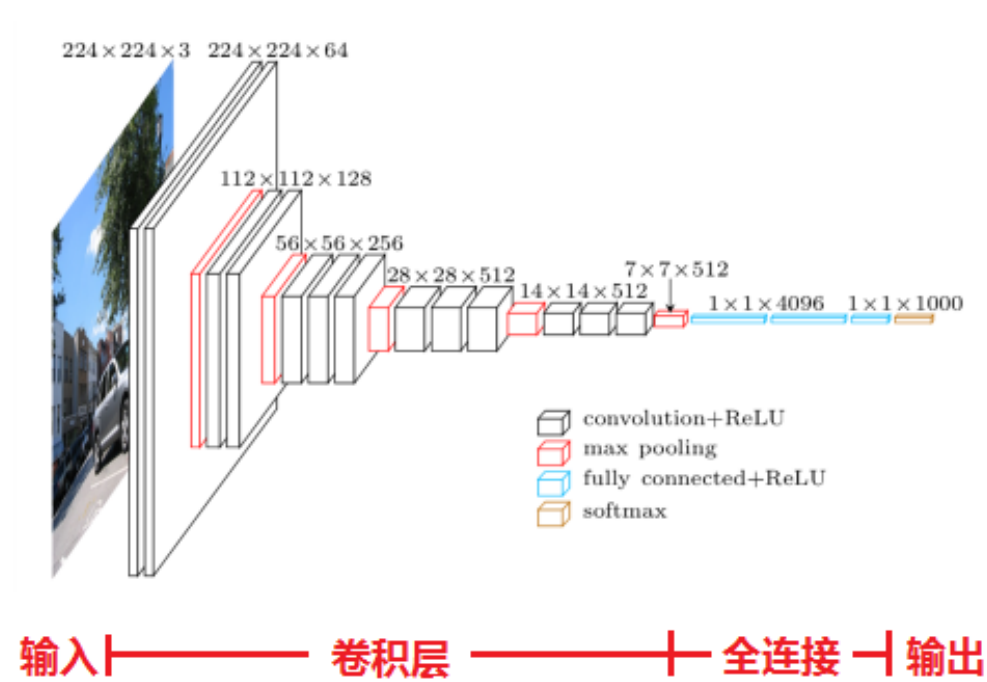 224×224×3
224×224×64
112×112×128
56×56×256
28×28×512
14×14×512
7×7×512
1×1×4096
1×1×1000
convolution+ReLU
max pooling
fully connected+ReLU
softmax
输入
卷积层
全连接
输出